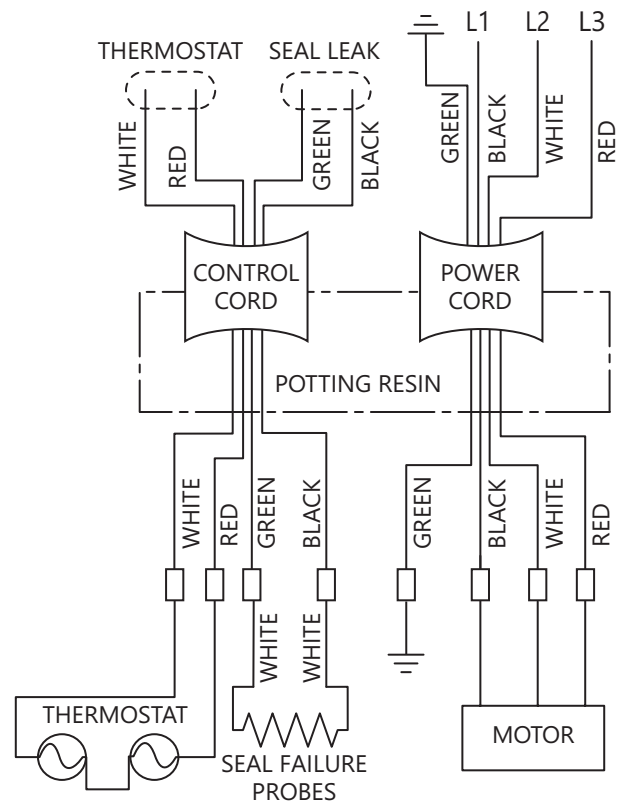 L1 L2 L3
THERMOSTAT SEAL LEAK
WHITE RED GREEN BLACK
GREEN BLACK WHITE RED
CONTROL
CORD
POWER
CORD
POTTING RESIN
WHITE RED GREEN BLACK
GREEN BLACK WHITE RED
WHITE WHITE
THERMOSTAT
MOTOR
SEAL FAILURE
PROBES